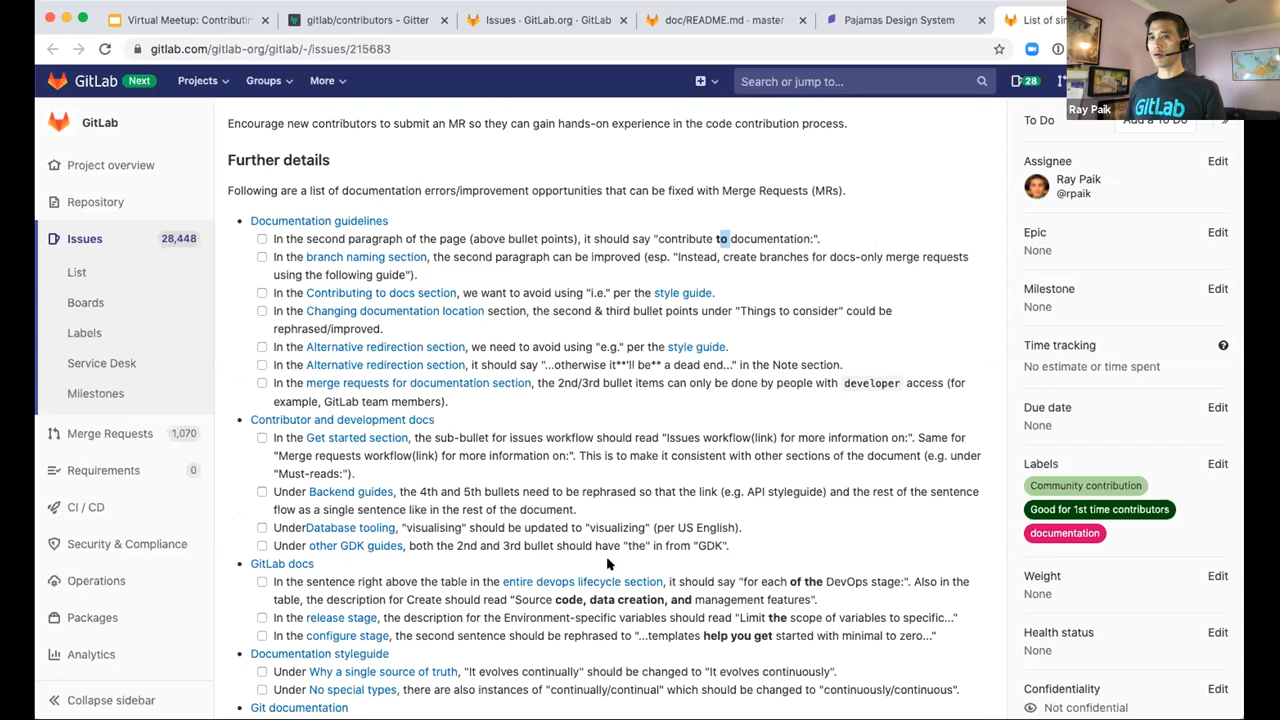 Virtual Meetup: Contributin
gitlab/contributors - Gitter
Issues · GitLab.org · GitLab
doc/README.md · master
Pajamas Design System
List of sim
gitlab.com/gitlab-org/gitlab/-/issues/215683
GitLab Next Projects Groups More Search or jump to... 28
GitLab
Project overview
Repository
Issues 28,448
List
Boards
Labels
Service Desk
Milestones
Merge Requests 1,070
Requirements 0
CI / CD
Security & Compliance
Operations
Packages
Analytics
Collapse sidebar
Encourage new contributors to submit an MR so they can gain hands-on experience in the code contribution process.
Further details
Following are a list of documentation errors/improvement opportunities that can be fixed with Merge Requests (MRs).
• Documentation guidelines
In the second paragraph of the page (above bullet points), it should say "contribute to documentation:".
In the branch naming section, the second paragraph can be improved (esp. "Instead, create branches for docs-only merge requests
using the following guide").
In the Contributing to docs section, we want to avoid using "i.e." per the style guide.
In the Changing documentation location section, the second & third bullet points under "Things to consider" could be
rephrased/improved.
In the Alternative redirection section, we need to avoid using "e.g." per the style guide.
In the Alternative redirection section, it should say "...otherwise it**'ll be** a dead end..." in the Note section.
In the merge requests for documentation section, the 2nd/3rd bullet items can only be done by people with developer access (for
example, GitLab team members).
• Contributor and development docs
In the Get started section, the sub-bullet for issues workflow should read "Issues workflow(link) for more information on:". Same for
"Merge requests workflow(link) for more information on:". This is to make it consistent with other sections of the document (e.g. under
"Must-reads:").
Under Backend guides, the 4th and 5th bullets need to be rephrased so that the link (e.g. API styleguide) and the rest of the sentence
flow as a single sentence like in the rest of the document.
UnderDatabase tooling, "visualising" should be updated to "visualizing" (per US English).
Under other GDK guides, both the 2nd and 3rd bullet should have "the" in from "GDK".
• GitLab docs
In the sentence right above the table in the entire devops lifecycle section, it should say "for each of the DevOps stage:". Also in the
table, the description for Create should read "Source code, data creation, and management features".
In the release stage, the description for the Environment-specific variables should read "Limit the scope of variables to specific..."
In the configure stage, the second sentence should be rephrased to "...templates help you get started with minimal to zero..."
• Documentation styleguide
Under Why a single source of truth, "It evolves continually" should be changed to "It evolves continuously".
Under No special types, there are also instances of "continually/continual" which should be changed to "continuously/continuous".
• Git documentation
Ray Paik
GitLab
To Do
Assignee Edit
Ray Paik
@rpaik
Epic Edit
None
Milestone Edit
None
Time tracking
No estimate or time spent
Due date Edit
None
Labels Edit
Community contribution
Good for 1st time contributors
documentation
Weight Edit
None
Health status Edit
None
Confidentiality Edit
Not confidential